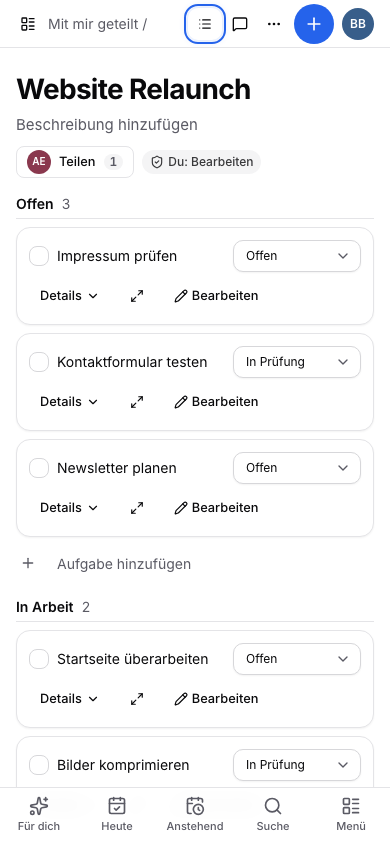 Mit mir geteilt /
BB
Website Relaunch
Beschreibung hinzufügen
AE Teilen 1 Du: Bearbeiten
Offen 3
Impressum prüfen Offen
Details Bearbeiten
Kontaktformular testen In Prüfung
Details Bearbeiten
Newsletter planen Offen
Details Bearbeiten
Aufgabe hinzufügen
In Arbeit 2
Startseite überarbeiten Offen
Details Bearbeiten
Bilder komprimieren In Prüfung
Für dich Heute Anstehend Suche Menü